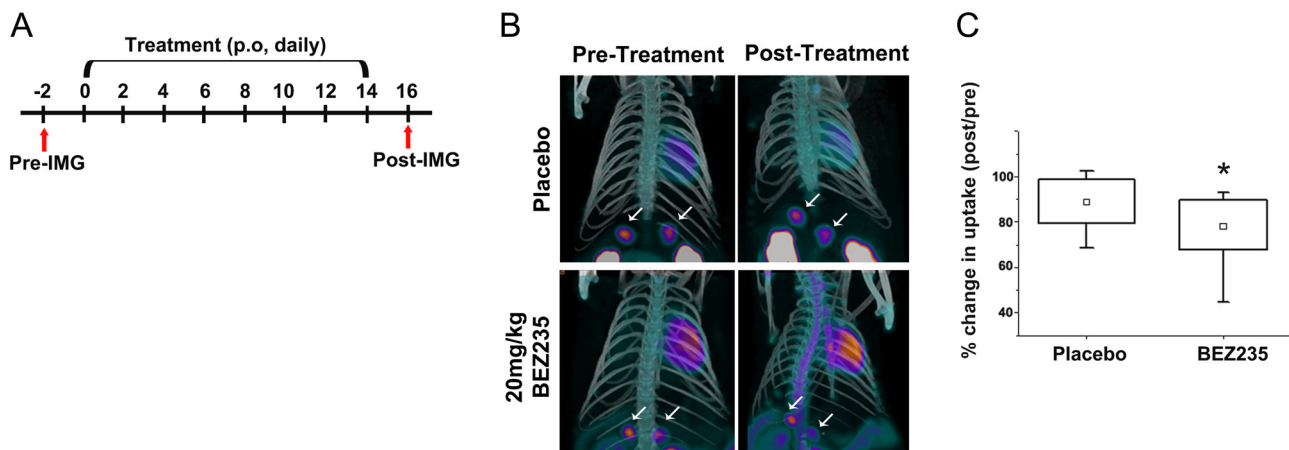 A
Treatment (p.o, daily)
-2 0 2 4 6 8 10 12 14 16
Pre-IMG
Post-IMG
B
Pre-Treatment
Post-Treatment
Placebo
20mg/kg
BEZ235
C
% change in uptake (post/pre)
100
80
60
40
*
Placebo
BEZ235